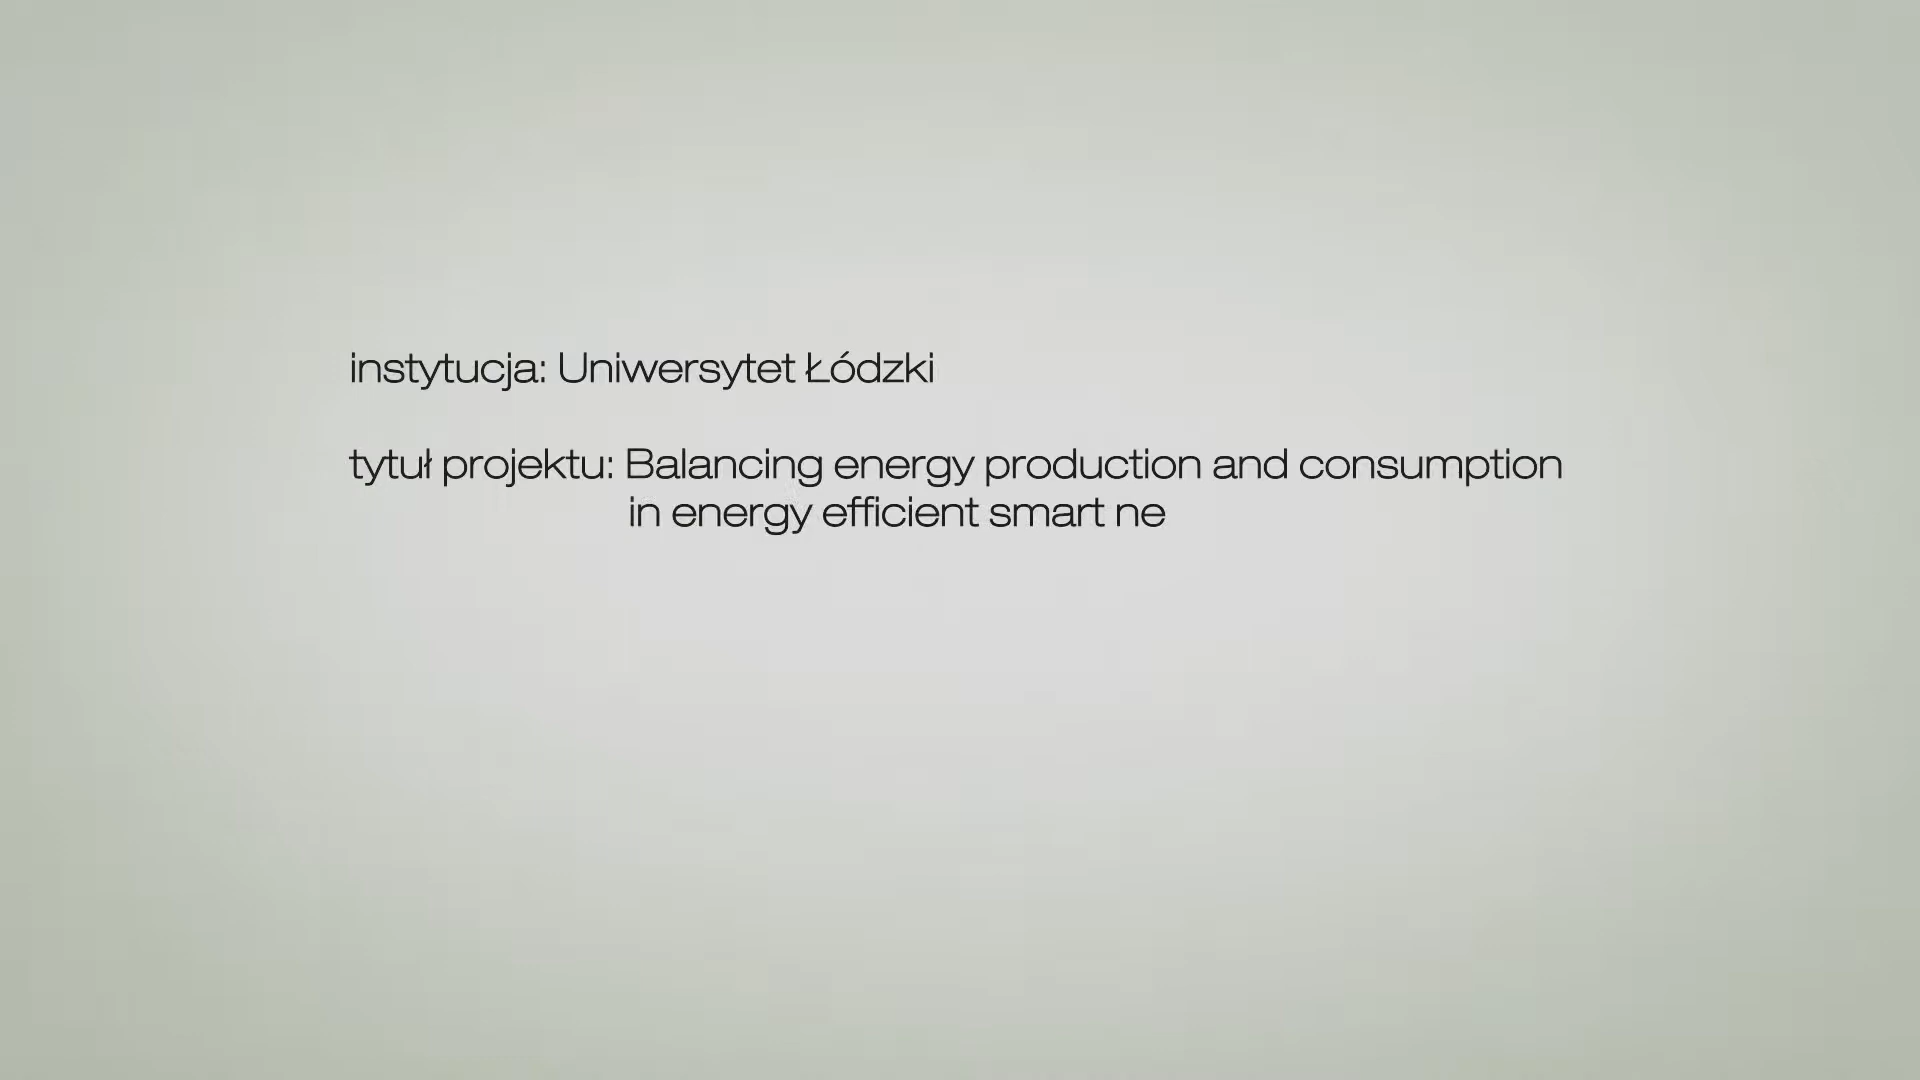 instytucja: Uniwersytet Łódzki
tytuł projektu: Balancing energy production and consumption
in energy efficient smart ne